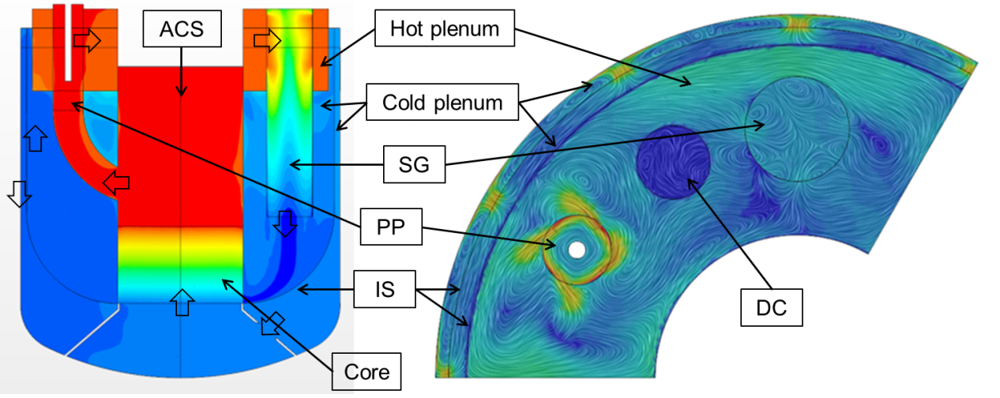 ACS
Hot plenum
Cold plenum
SG
PP
IS
DC
Core